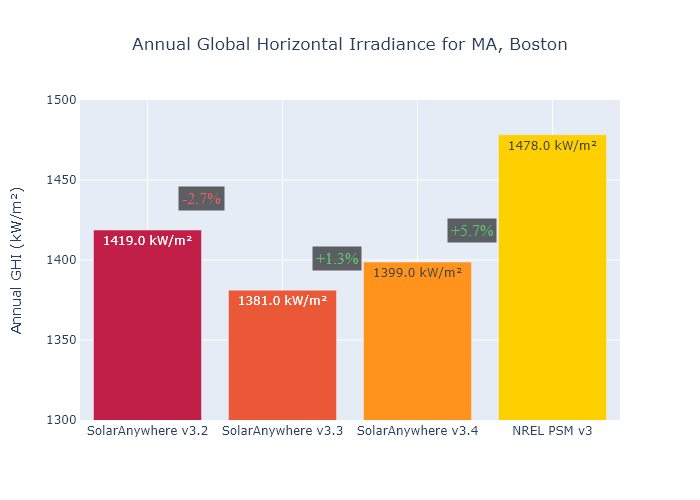 Annual Global Horizontal Irradiance for MA, Boston
Annual GHI (kW/m²)
1500
1450
1400
1350
1300
-2.7%
+1.3%
+5.7%
1419.0 kW/m²
1381.0 kW/m²
1399.0 kW/m²
1478.0 kW/m²
SolarAnywhere v3.2
SolarAnywhere v3.3
SolarAnywhere v3.4
NREL PSM v3